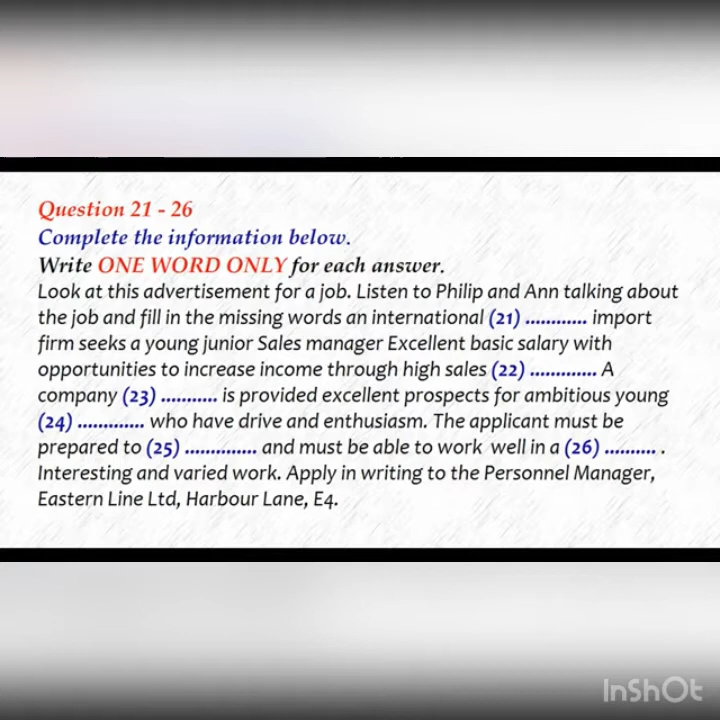 Question 21 - 26
Complete the information below.
Write ONE WORD ONLY for each answer.
Look at this advertisement for a job. Listen to Philip and Ann talking about
the job and fill in the missing words an international (21) ............ import
firm seeks a young junior Sales manager Excellent basic salary with
opportunities to increase income through high sales (22) ............. A
company (23) ........... is provided excellent prospects for ambitious young
(24) ............. who have drive and enthusiasm. The applicant must be
prepared to (25) .............. and must be able to work well in a (26) .......... .
Interesting and varied work. Apply in writing to the Personnel Manager,
Eastern Line Ltd, Harbour Lane, E4.
InShOt